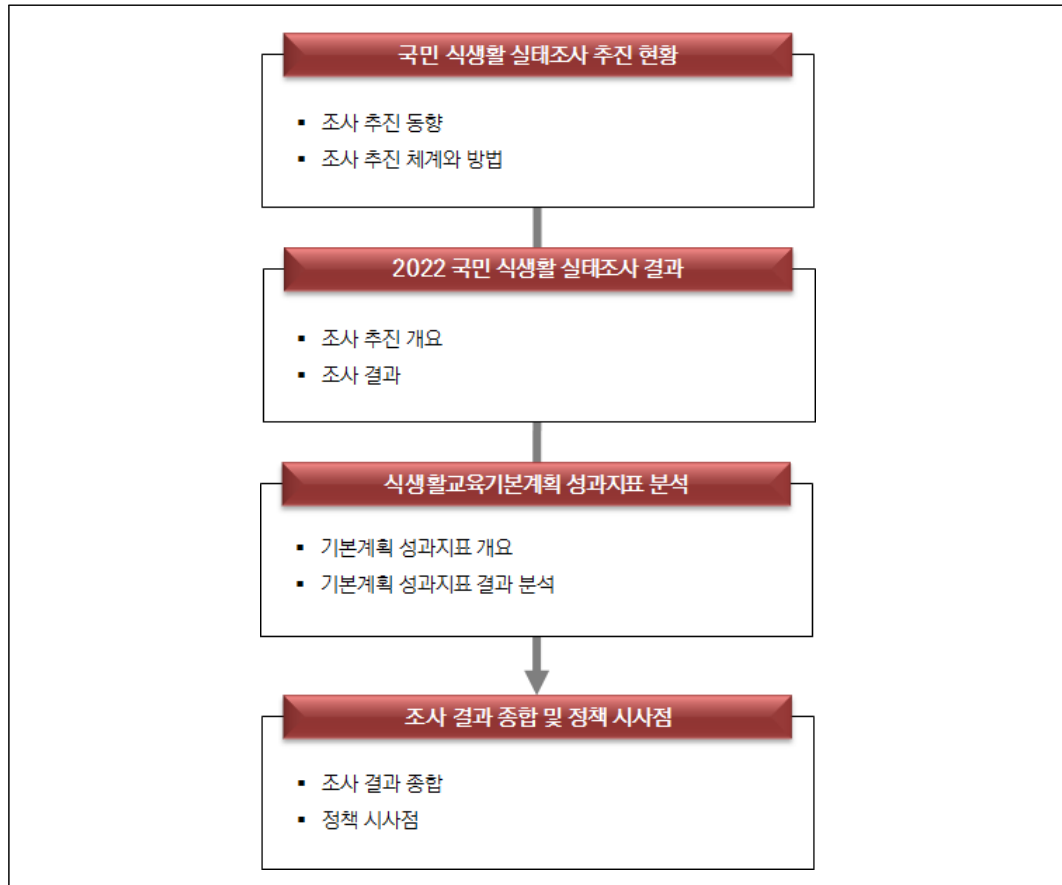 국민 식생활 실태조사 추진 현황
▪ 조사 추진 동향
▪ 조사 추진 체계와 방법
2022 국민 식생활 실태조사 결과
▪ 조사 추진 개요
▪ 조사 결과
식생활교육기본계획 성과지표 분석
▪ 기본계획 성과지표 개요
▪ 기본계획 성과지표 결과 분석
조사 결과 종합 및 정책 시사점
▪ 조사 결과 종합
▪ 정책 시사점